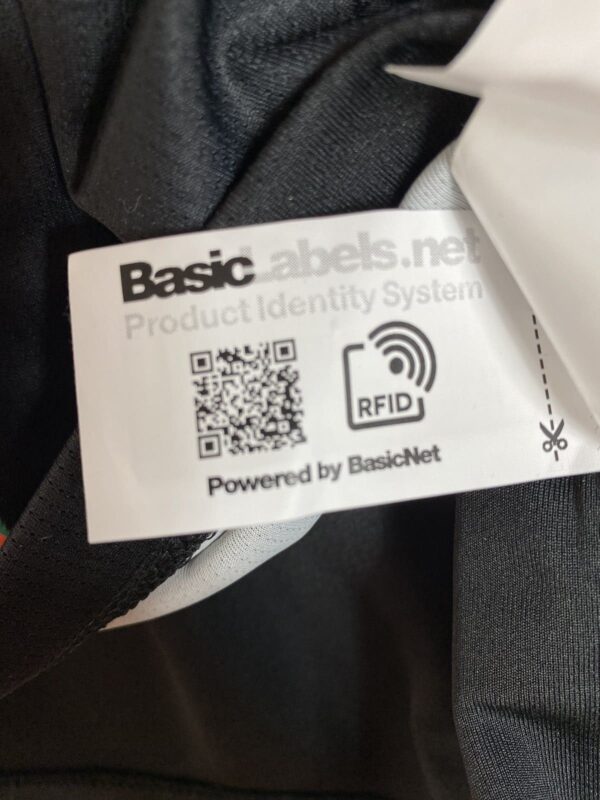 BasicLabels.net
Product Identity System
RFID
Powered by BasicNet